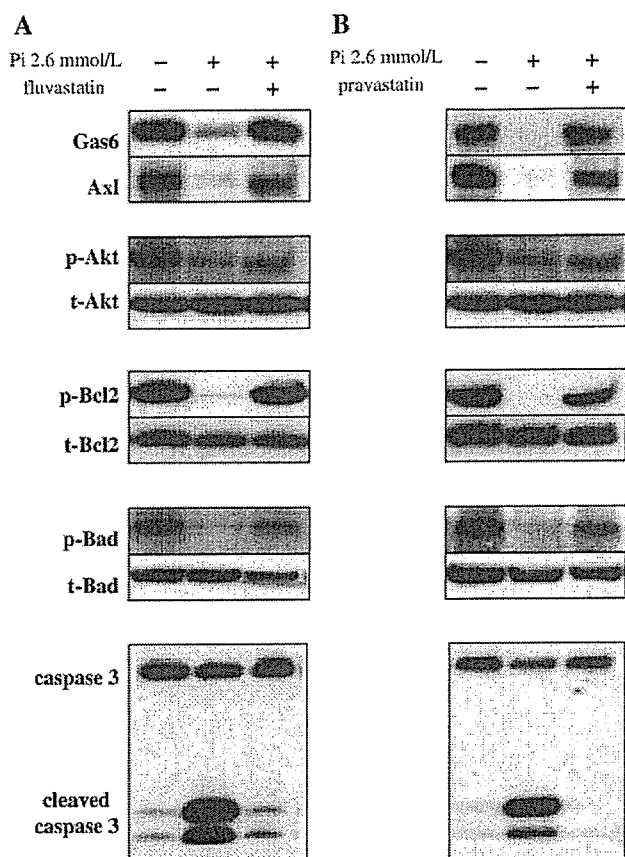 A B
Pi 2.6 mmol/L − + + Pi 2.6 mmol/L − + +
fluvastatin − − + pravastatin − − +
Gas6
Axl
p-Akt
t-Akt
p-Bcl2
t-Bcl2
p-Bad
t-Bad
caspase 3
cleaved
caspase 3